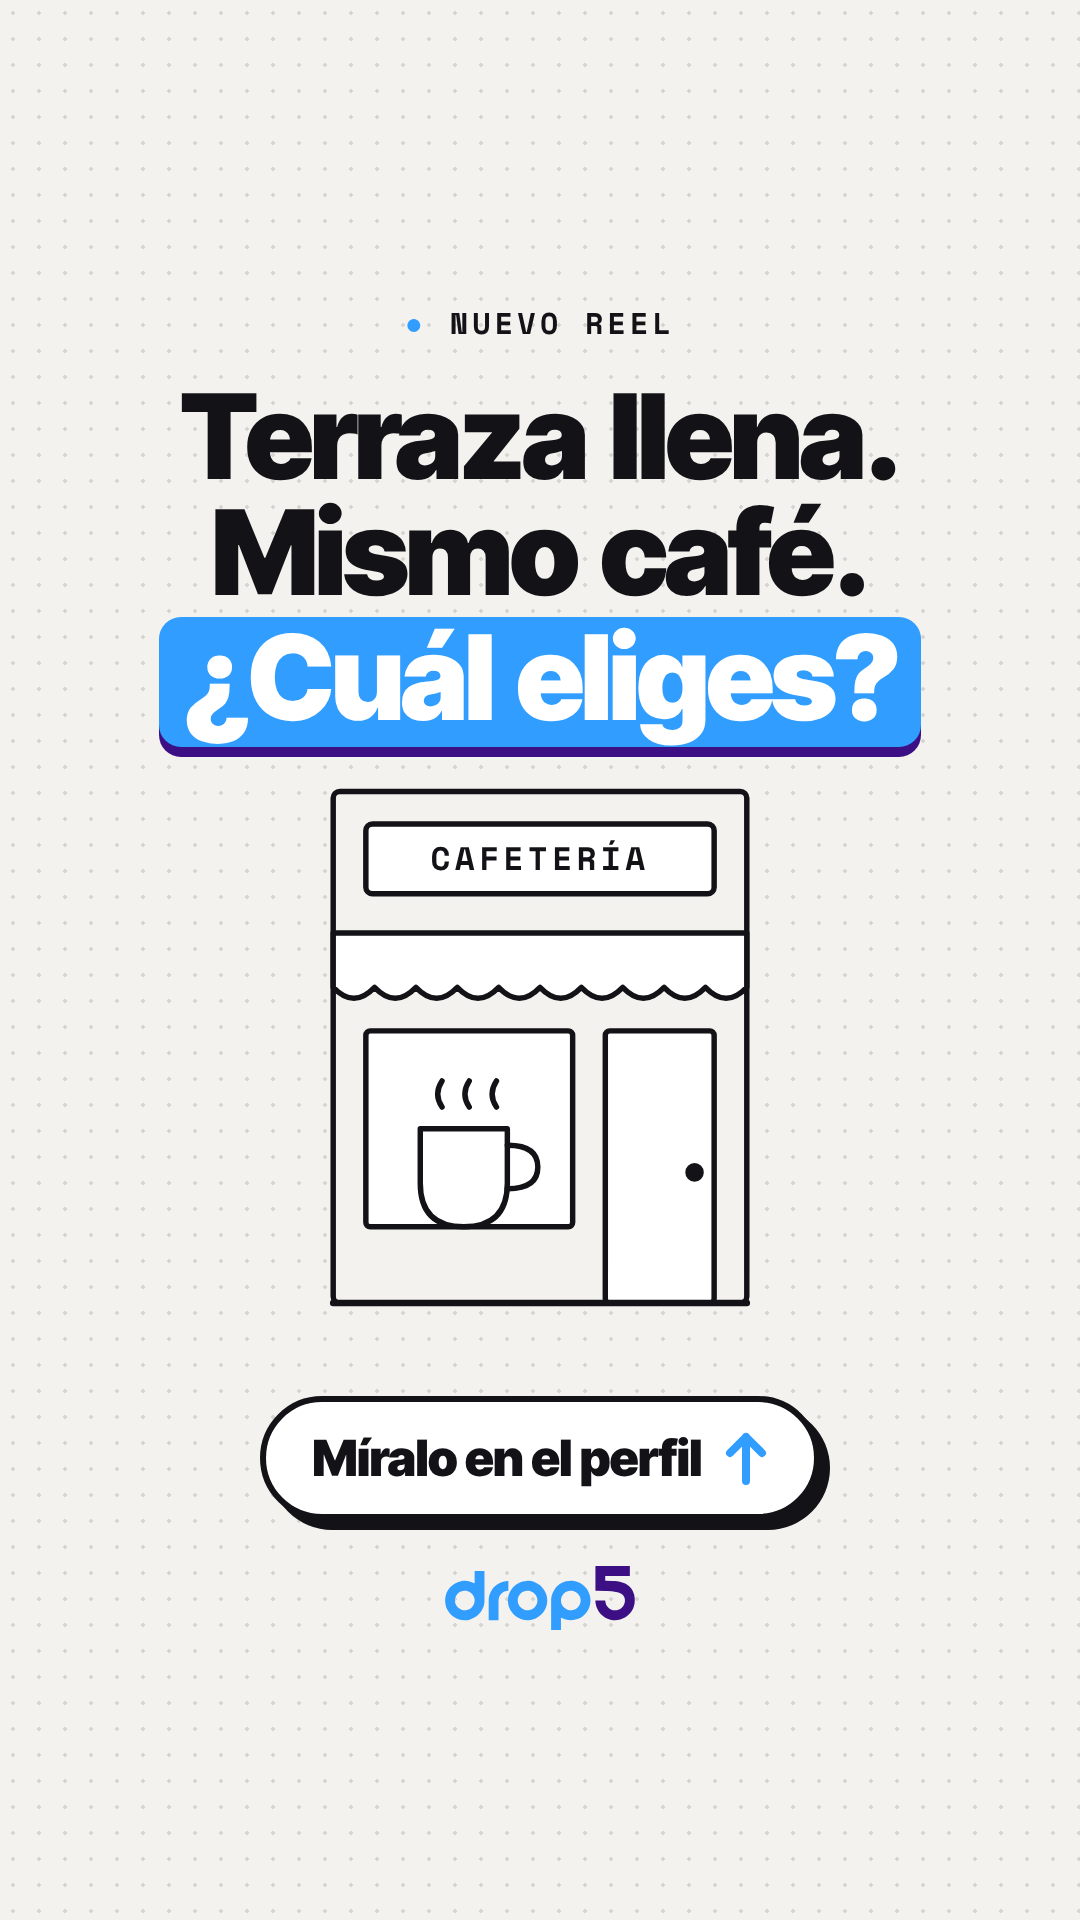 NUEVO REEL
Terraza llena.
Mismo café.
¿Cuál eliges?
CAFETERÍA
Míralo en el perfil
drop5